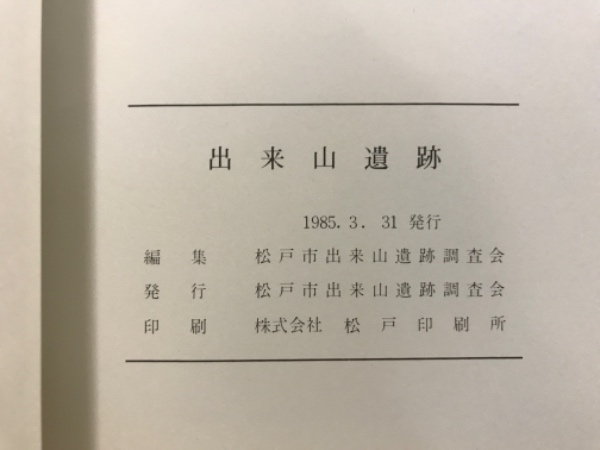 出来山遺跡
1985. 3. 31 発行
編集 松戸市出来山遺跡調査会
発行 松戸市出来山遺跡調査会
印刷 株式会社 松戸印刷所